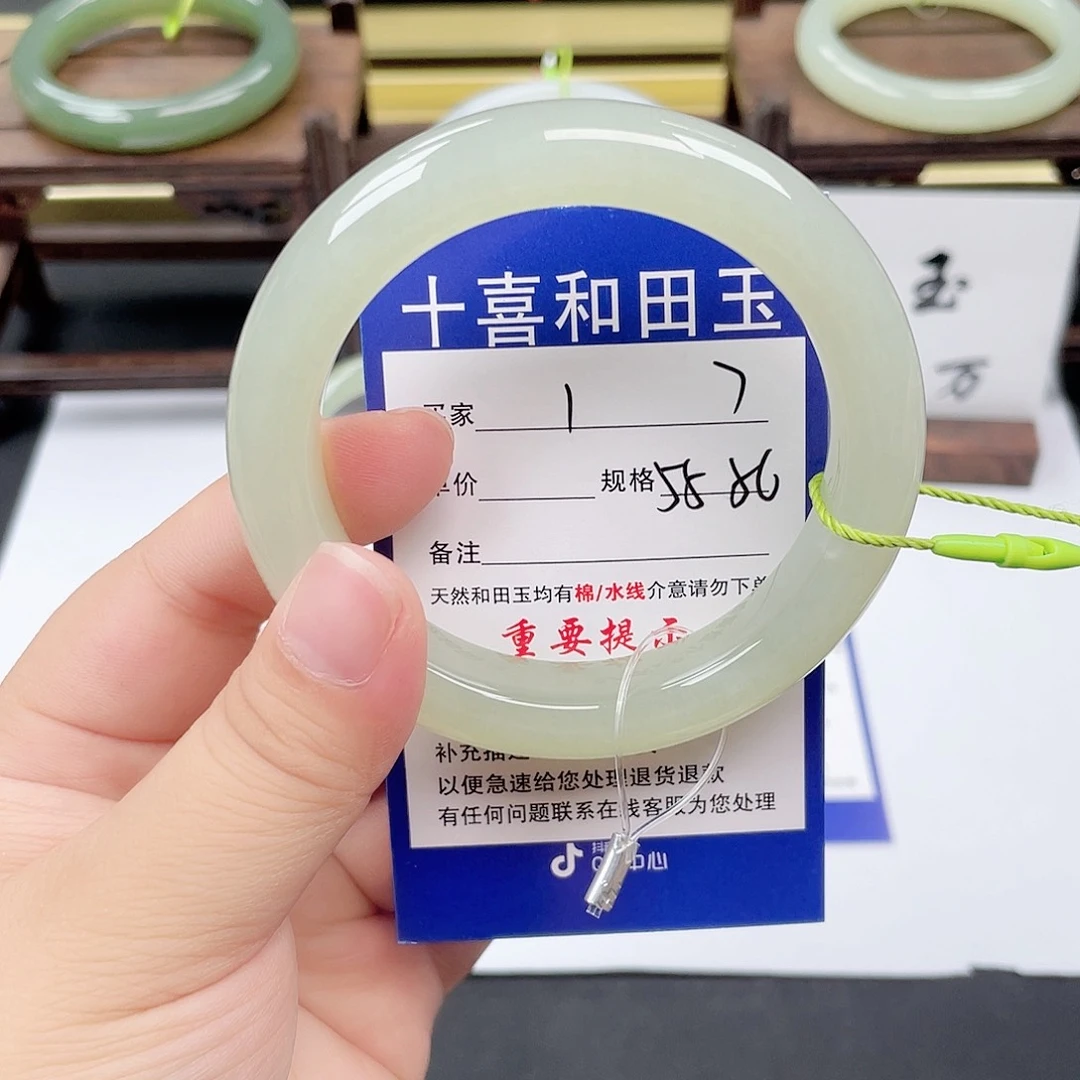 十喜和田玉
家
价 规格 58
备注
天然和田玉均有棉/水线介意请勿下单
重要提示
补充描述
以便急速给您处理退货退款
有任何问题联系在线客服为您处理
中心
玉
万